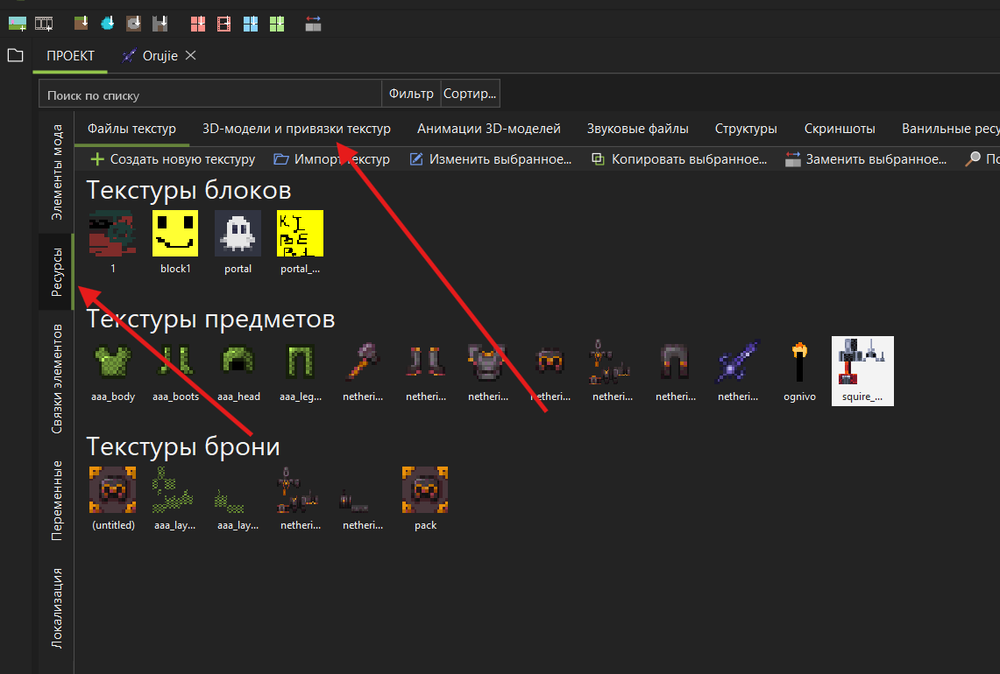 ПРОЕКТ
Orujie
Поиск по списку
Фильтр
Сортир...
Элементы мода
Ресурсы
Связки элементов
Переменные
Локализация
Файлы текстур
3D-модели и привязки текстур
Анимации 3D-моделей
Звуковые файлы
Структуры
Скриншоты
Ванильные ресу
Создать новую текстуру
Импорт текстур
Изменить выбранное...
Копировать выбранное...
Заменить выбранное...
По
Текстуры блоков
1
block1
portal
portal_...
Текстуры предметов
aaa_body
aaa_boots
aaa_head
aaa_leg...
netheri...
netheri...
netheri...
netheri...
netheri...
netheri...
netheri...
ognivo
squire_...
Текстуры брони
(untitled)
aaa_lay...
aaa_lay...
netheri...
netheri...
pack